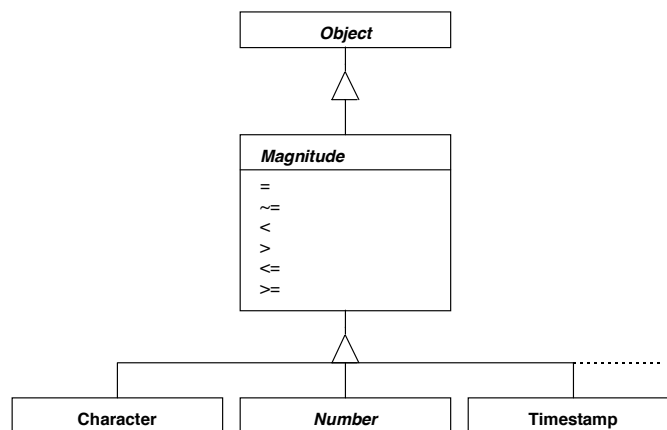 Object
Magnitude
=
~=
<
>
<=
>=
Character
Number
Timestamp